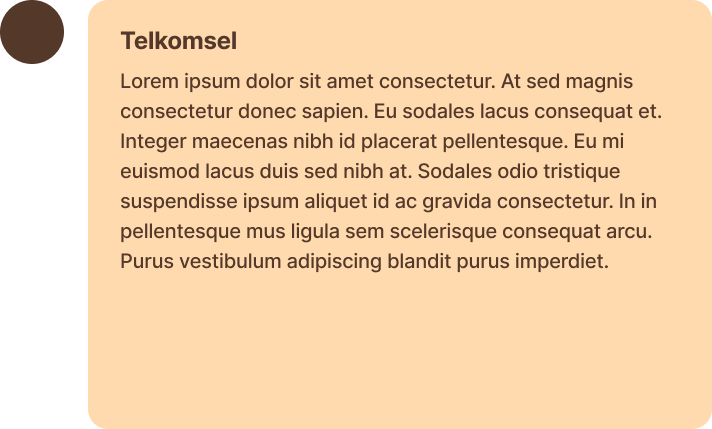 Telkomsel
Lorem ipsum dolor sit amet consectetur. At sed magnis
consectetur donec sapien. Eu sodales lacus consequat et.
Integer maecenas nibh id placerat pellentesque. Eu mi
euismod lacus duis sed nibh at. Sodales odio tristique
suspendisse ipsum aliquet id ac gravida consectetur. In in
pellentesque mus ligula sem scelerisque consequat arcu.
Purus vestibulum adipiscing blandit purus imperdiet.